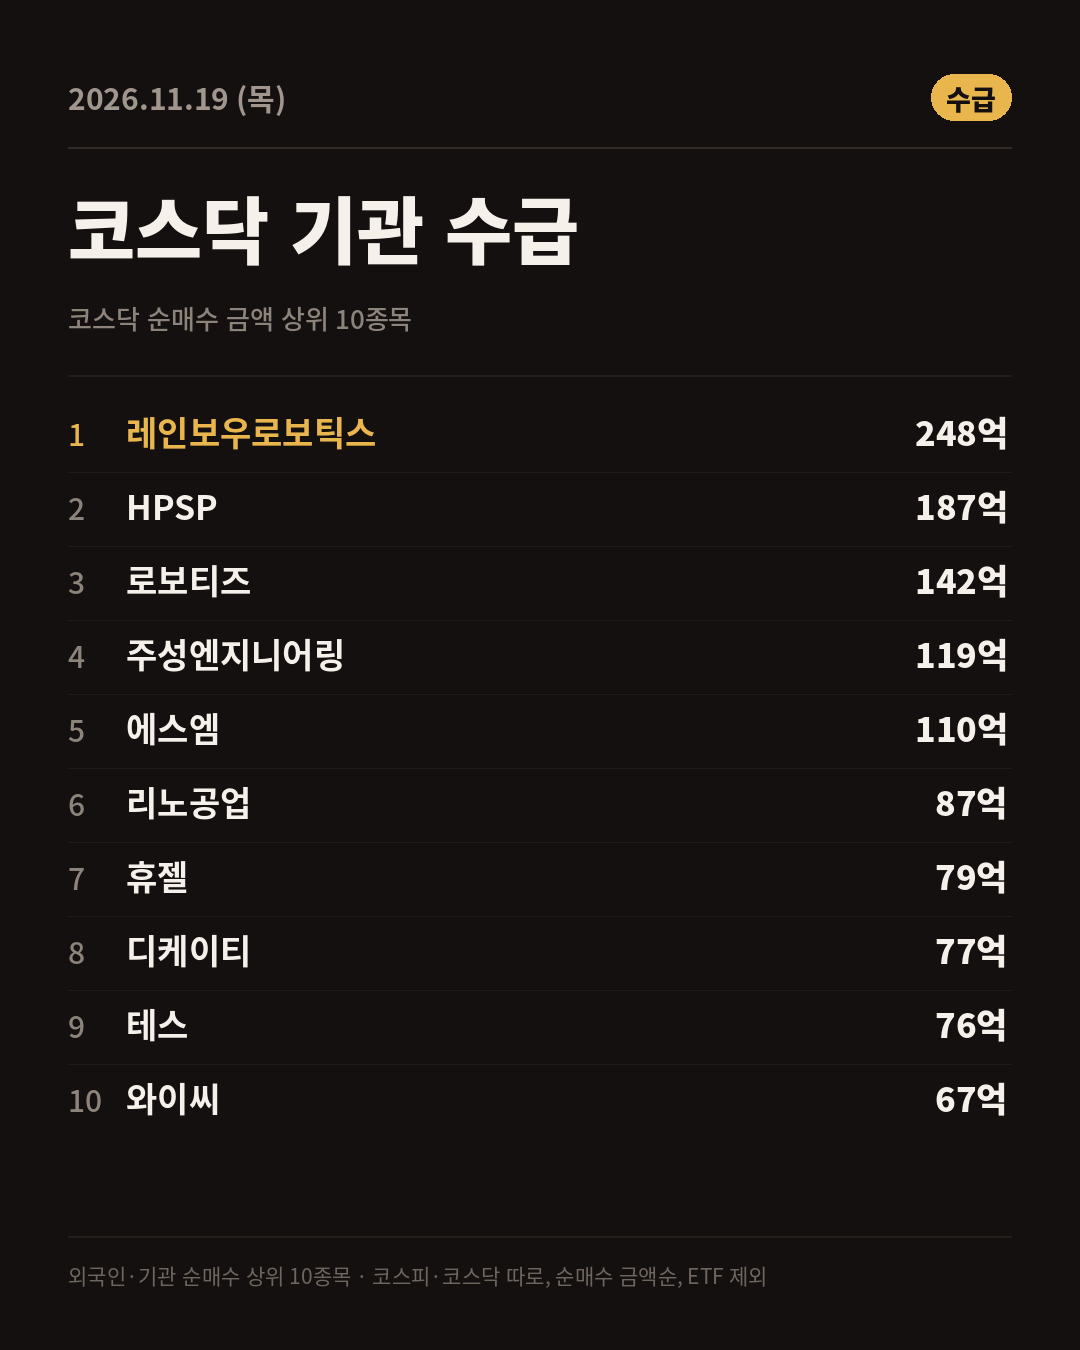 2026.11.19 (목)
수급
코스닥 기관 수급
코스닥 순매수 금액 상위 10종목
1 레인보우로보틱스 248억
2 HPSP 187억
3 로보티즈 142억
4 주성엔지니어링 119억
5 에스엠 110억
6 리노공업 87억
7 휴젤 79억
8 디케이티 77억
9 테스 76억
10 와이씨 67억
외국인·기관 순매수 상위 10종목 · 코스피·코스닥 따로, 순매수 금액순, ETF 제외